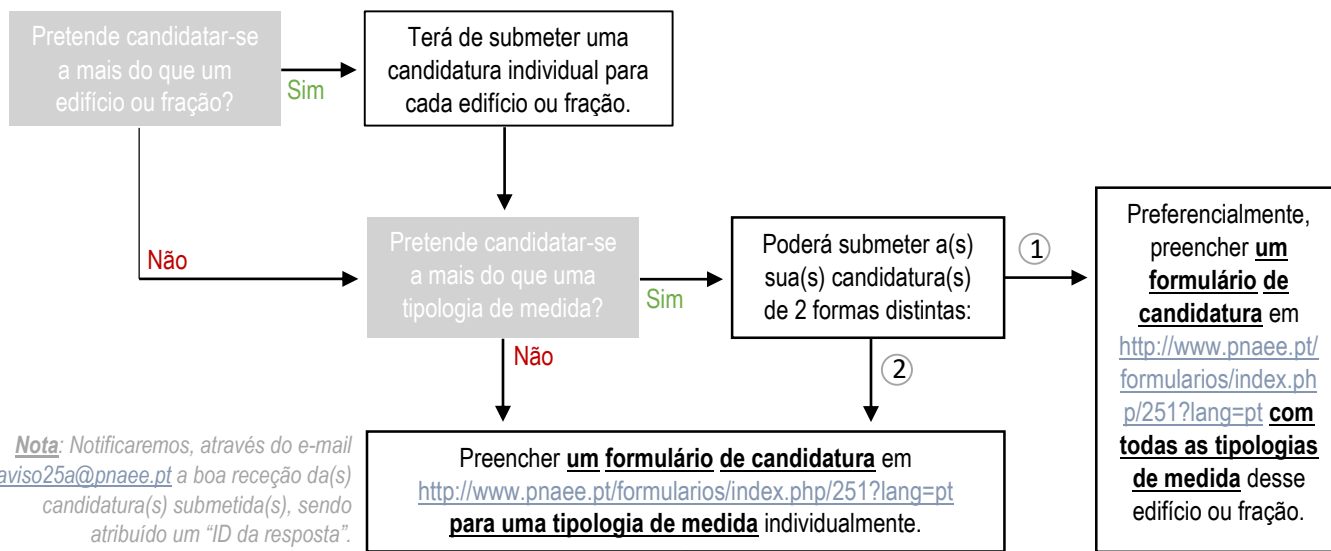 Pretende candidatar-se
a mais do que um
edifício ou fração?
Sim
Terá de submeter uma
candidatura individual para
cada edifício ou fração.
Não
Pretende candidatar-se
a mais do que uma
tipologia de medida?
Sim
Poderá submeter a(s)
sua(s) candidatura(s)
de 2 formas distintas:
1
Preferencialmente,
preencher um
formulário de
candidatura em
http://www.pnaee.pt/
formularios/index.ph
p/251?lang=pt com
todas as tipologias
de medida desse
edifício ou fração.
Não
2
Preencher um formulário de candidatura em
http://www.pnaee.pt/formularios/index.php/251?lang=pt
para uma tipologia de medida individualmente.
Nota: Notificaremos, através do e-mail
aviso25a@pnaee.pt a boa receção da(s)
candidatura(s) submetida(s), sendo
atribuído um “ID da resposta”.